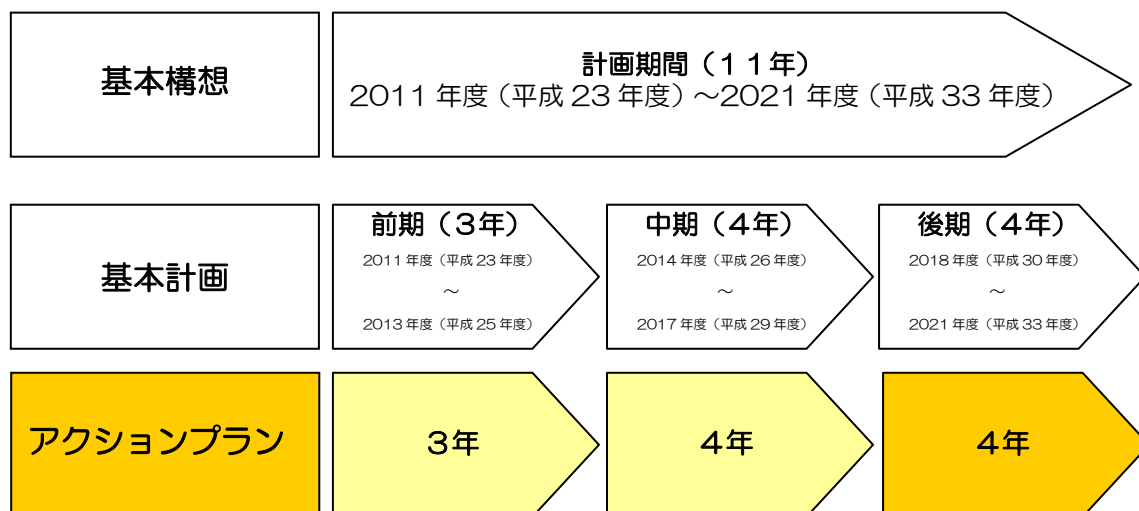 基本構想
計画期間（１１年）
2011 年度（平成 23 年度）～2021 年度（平成 33 年度）
基本計画
前期（３年）
2011 年度（平成 23 年度）
～
2013 年度（平成 25 年度）
中期（４年）
2014 年度（平成 26 年度）
～
2017 年度（平成 29 年度）
後期（４年）
2018 年度（平成 30 年度）
～
2021 年度（平成 33 年度）
アクションプラン
３年
４年
４年